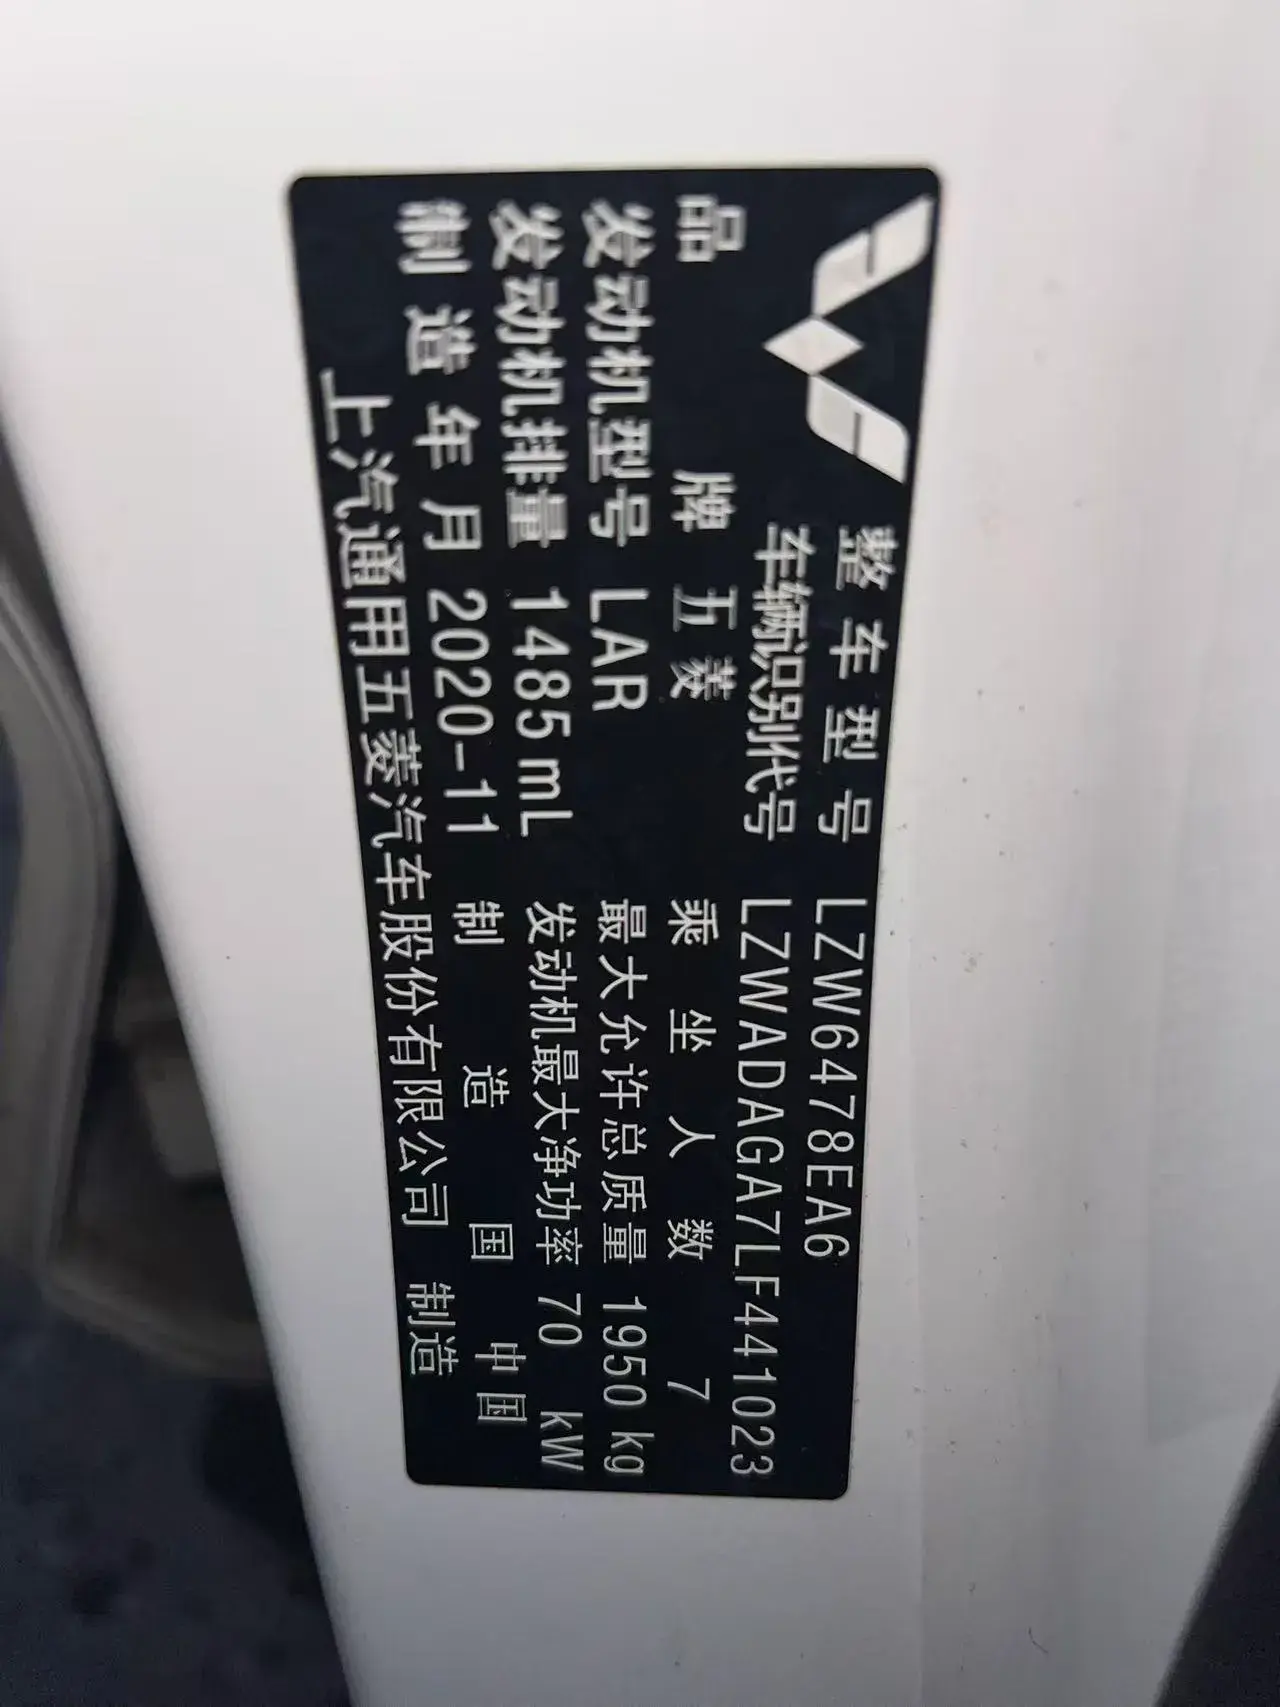 整车型号 LZW6478EA6
车辆识别代号 LZWADAGA7LF441023
品牌 五菱 乘坐人数 7
发动机型号 LAR 最大允许总质量 1950 kg
发动机排量 1485 mL 发动机最大净功率 70 kW
制造年月 2020-11 制造国 中国
上汽通用五菱汽车股份有限公司 制造